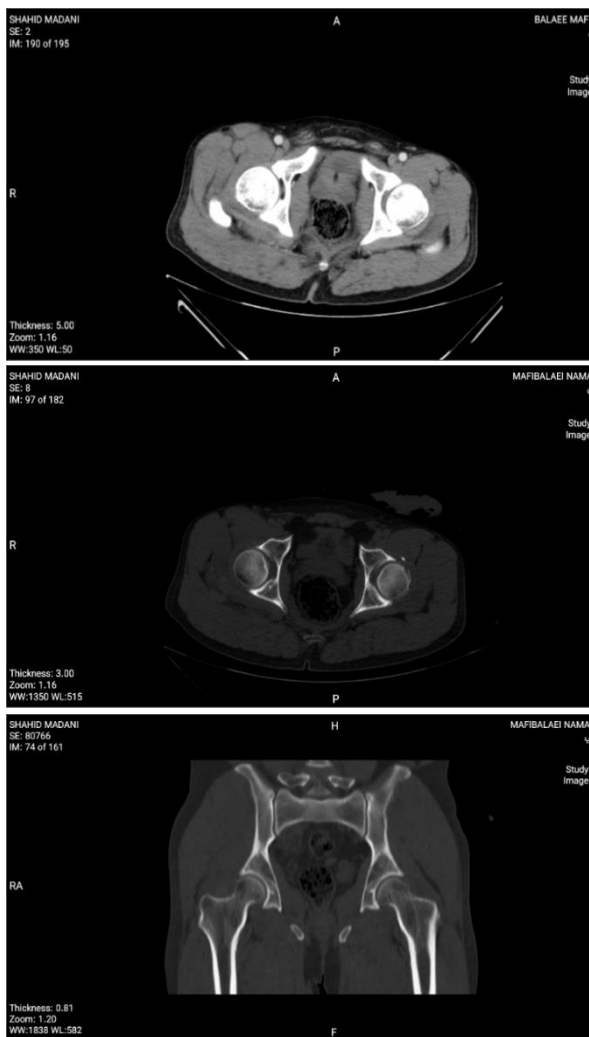 SHAHID MADANI
SE: 2
IM: 190 of 195
A
BALAEE MAF
Study
Image
R
Thickness: 5.00
Zoom: 1.16
WW:350 WL:50
P
SHAHID MADANI
SE: 8
IM: 97 of 182
A
MAFIBALAEI NAMA
Study
Image
R
Thickness: 3.00
Zoom: 1.16
WW:1350 WL:515
P
SHAHID MADANI
SE: 80766
IM: 74 of 161
H
MAFIBALAEI NAMA
Study
Image
RA
Thickness: 0.81
Zoom: 1.20
WW:1838 WL:582
F